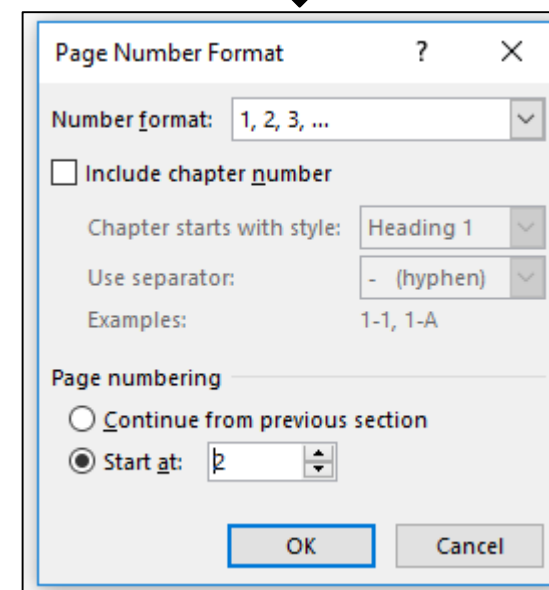 Page Number Format ?
Number format: 1, 2, 3, ...
Include chapter number
Chapter starts with style: Heading 1
Use separator: - (hyphen)
Examples: 1-1, 1-A
Page numbering
Continue from previous section
Start at: 2
OK Cancel